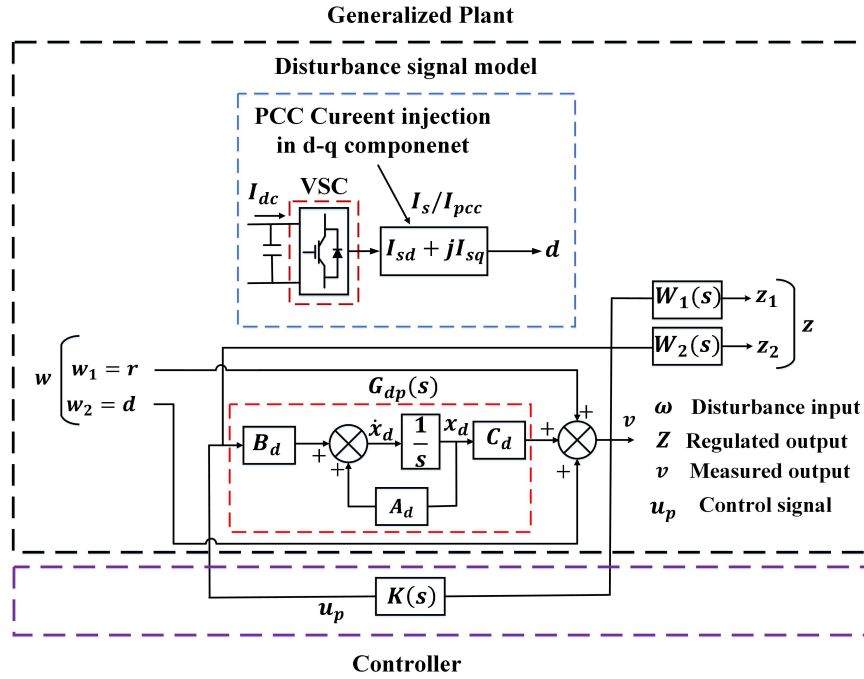 Generalized Plant
Disturbance signal model
PCC Cureent injection
in d-q componenet
I_dc
VSC
I_s/I_pcc
I_sd + jI_sq
d
W_1(s)
z_1
z
W_2(s)
z_2
w
w_1 = r
w_2 = d
G_dp(s)
B_d
+
+
ẋ_d
1/s
x_d
C_d
+
+
+
v
A_d
ω Disturbance input
Z Regulated output
v Measured output
u_p Control signal
u_p
K(s)
Controller